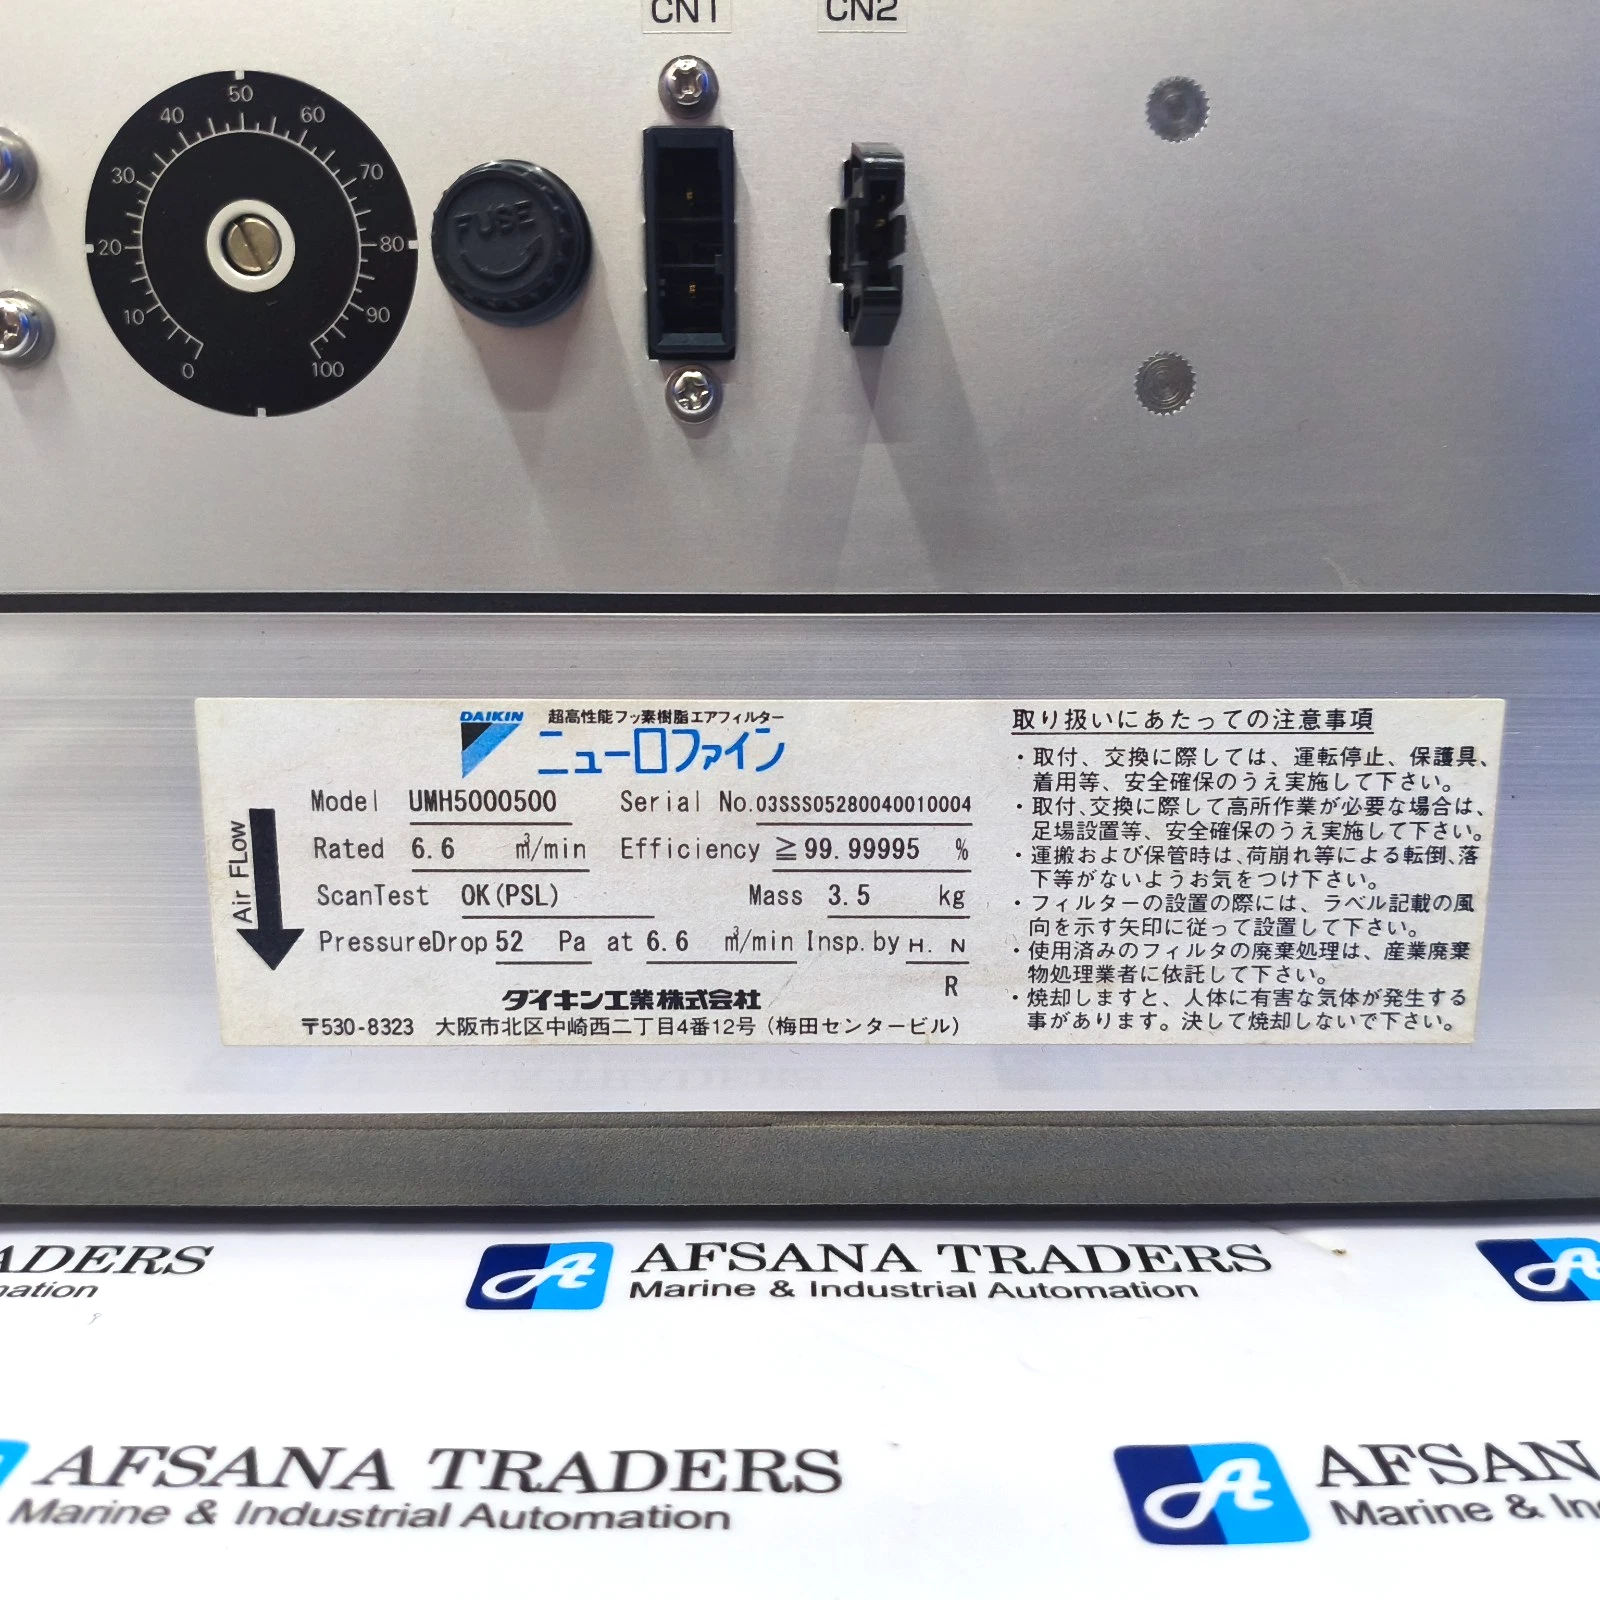 CN1 CN2
50
40 60
30 70
20 80
10 90
0 100
FUSE
DAIKIN
超高性能フッ素樹脂エアフィルター
ニューロファイン
Air FLow
Model UMH5000500 Serial No.03SSS05280040010004
Rated 6.6 m³/min Efficiency ≧99.99995 %
ScanTest OK(PSL) Mass 3.5 kg
PressureDrop 52 Pa at 6.6 m³/min Insp.by H. N
R
ダイキン工業株式会社
〒530-8323 大阪市北区中崎西二丁目4番12号(梅田センタービル)
取り扱いにあたっての注意事項
・取付、交換に際しては、運転停止、保護具、
着用等、安全確保のうえ実施して下さい。
・取付、交換に際して高所作業が必要な場合は、
足場設置等、安全確保のうえ実施して下さい。
・運搬および保管時は、荷崩れ等による転倒、落
下等がないようお気をつけ下さい。
・フィルターの設置の際には、ラベル記載の風
向を示す矢印に従って設置して下さい。
・使用済みのフィルタの廃棄処理は、産業廃棄
物処理業者に依託して下さい。
・焼却しますと、人体に有害な気体が発生する
事があります。決して焼却しないで下さい。
RADERS
mation
AFSANA TRADERS
Marine & Industrial Automation
AFSANA TRADERS
Marine & Industrial Automation
AFSAN
Marine & In